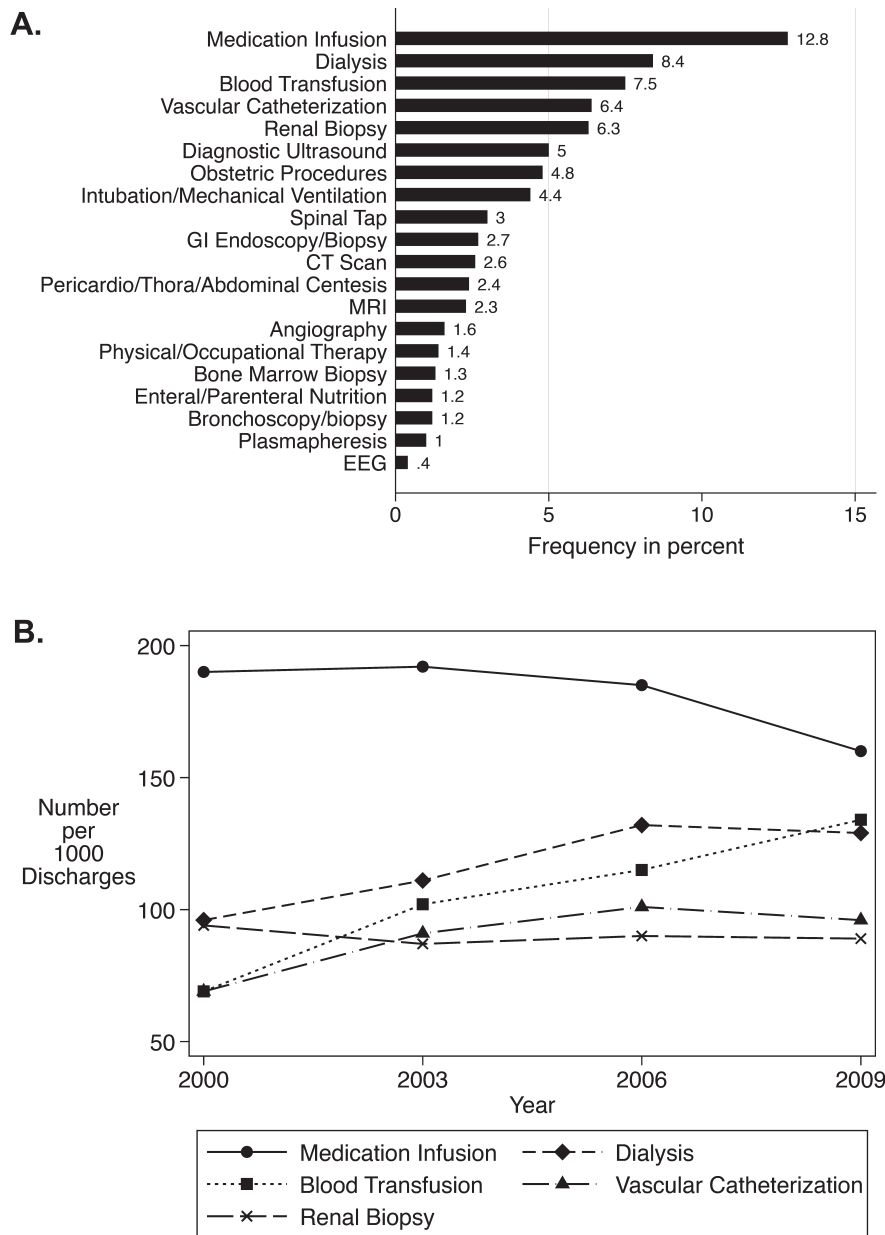 A.
Medication Infusion 12.8
Dialysis 8.4
Blood Transfusion 7.5
Vascular Catheterization 6.4
Renal Biopsy 6.3
Diagnostic Ultrasound 5
Obstetric Procedures 4.8
Intubation/Mechanical Ventilation 4.4
Spinal Tap 3
GI Endoscopy/Biopsy 2.7
CT Scan 2.6
Pericardio/Thora/Abdominal Centesis 2.4
MRI 2.3
Angiography 1.6
Physical/Occupational Therapy 1.4
Bone Marrow Biopsy 1.3
Enteral/Parenteral Nutrition 1.2
Bronchoscopy/biopsy 1.2
Plasmapheresis 1
EEG .4
0 5 10 15
Frequency in percent
B.
200
150
100
50
Number
per
1000
Discharges
2000 2003 2006 2009
Year
Medication Infusion Dialysis
Blood Transfusion Vascular Catheterization
Renal Biopsy